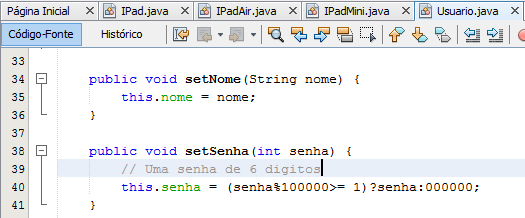 Página Inicial IPad.java IPadAir.java IPadMini.java Usuario.java
Código-Fonte Histórico
33
34 public void setNome(String nome) {
35 this.nome = nome;
36 }
37
38 public void setSenha(int senha) {
39 // Uma senha de 6 digitos
40 this.senha = (senha%100000>= 1)?senha:000000;
41 }